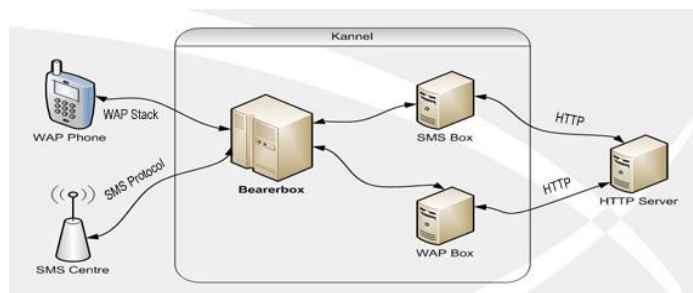 Kannel
WAP Phone
WAP Stack
SMS Protocol
SMS Centre
Bearerbox
SMS Box
WAP Box
HTTP
HTTP
HTTP Server